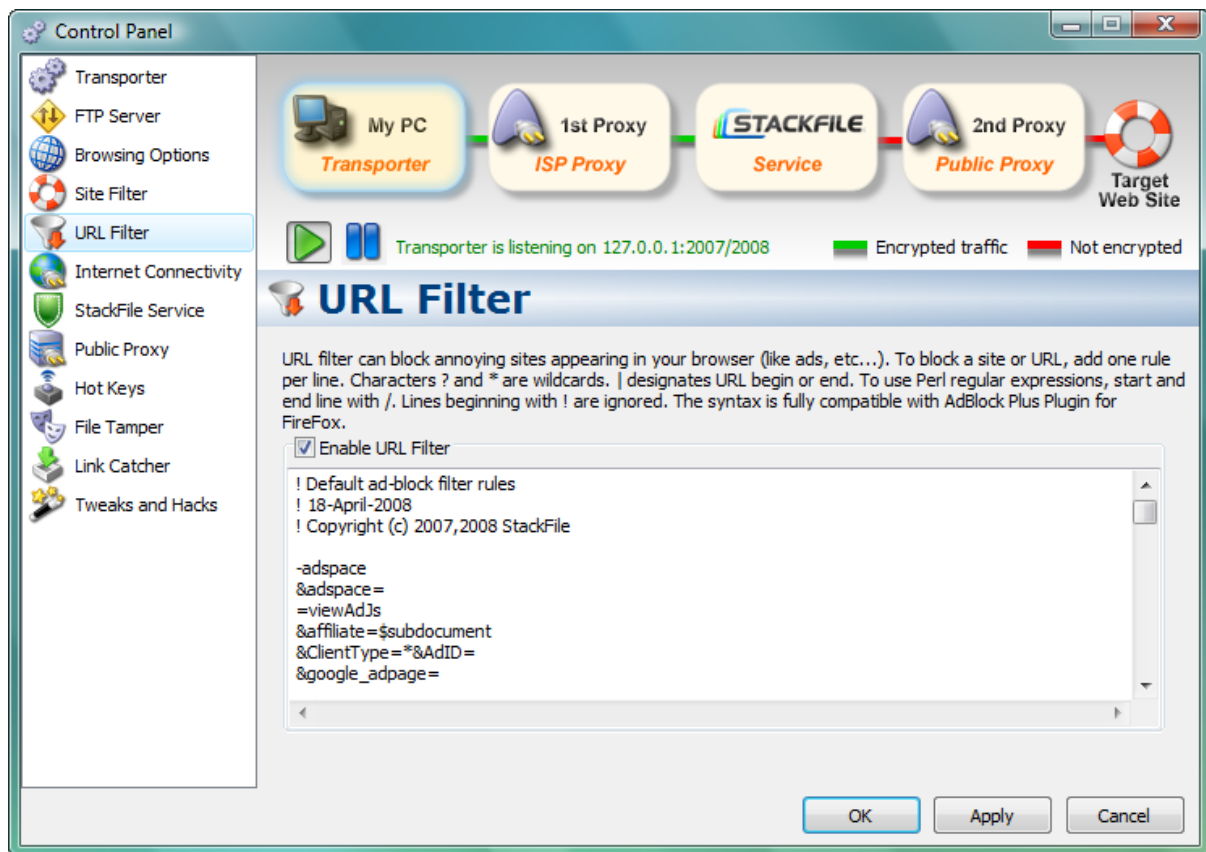 Control Panel
Transporter
FTP Server
Browsing Options
Site Filter
URL Filter
Internet Connectivity
StackFile Service
Public Proxy
Hot Keys
File Tamper
Link Catcher
Tweaks and Hacks
My PC
Transporter
1st Proxy
ISP Proxy
STACKFILE
Service
2nd Proxy
Public Proxy
Target
Web Site
Transporter is listening on 127.0.0.1:2007/2008
Encrypted traffic
Not encrypted
URL Filter
URL filter can block annoying sites appearing in your browser (like ads, etc...). To block a site or URL, add one rule
per line. Characters ? and * are wildcards. | designates URL begin or end. To use Perl regular expressions, start and
end line with /. Lines beginning with ! are ignored. The syntax is fully compatible with AdBlock Plus Plugin for
FireFox.
Enable URL Filter
! Default ad-block filter rules
! 18-April-2008
! Copyright (c) 2007,2008 StackFile
-adspace
&adspace=
=viewAdJs
&affiliate=$subdocument
&ClientType=*&AdID=
&google_adpage=
OK
Apply
Cancel